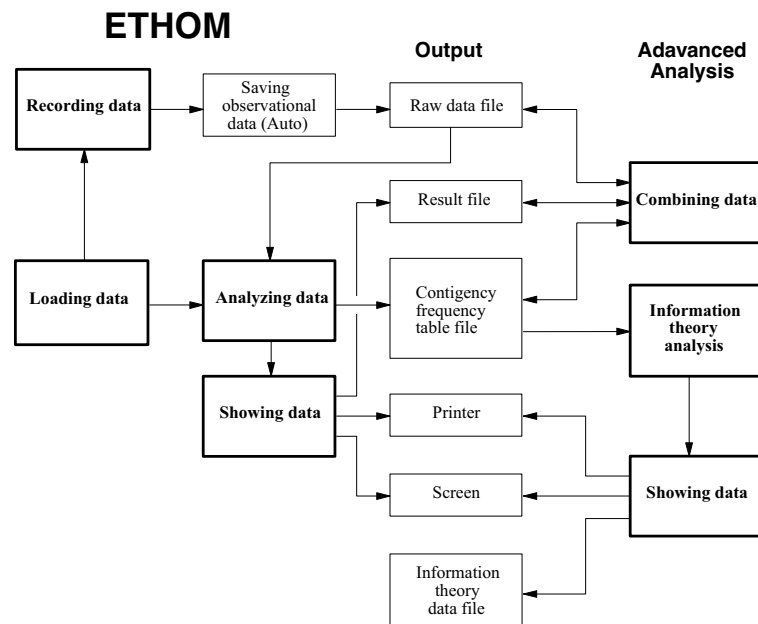 ETHOM
Output
Adavanced
Analysis
Recording data
Saving
observational
data (Auto)
Raw data file
Result file
Combining data
Loading data
Analyzing data
Contigency
frequency
table file
Information
theory
analysis
Showing data
Printer
Screen
Showing data
Information
theory
data file